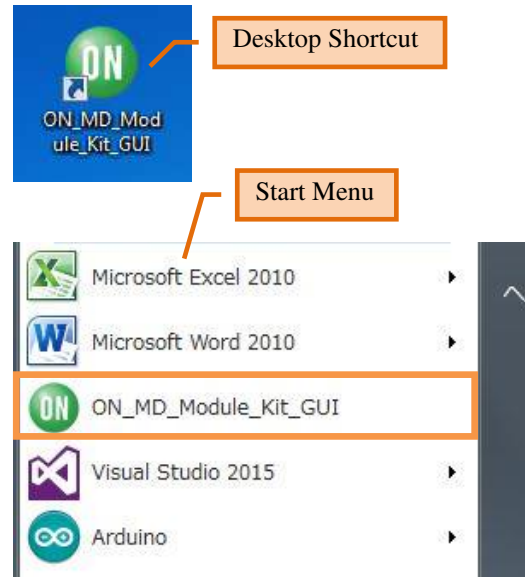 ON
Desktop Shortcut
ON_MD_Mod
ule_Kit_GUI
Start Menu
Microsoft Excel 2010
Microsoft Word 2010
ON ON_MD_Module_Kit_GUI
Visual Studio 2015
Arduino